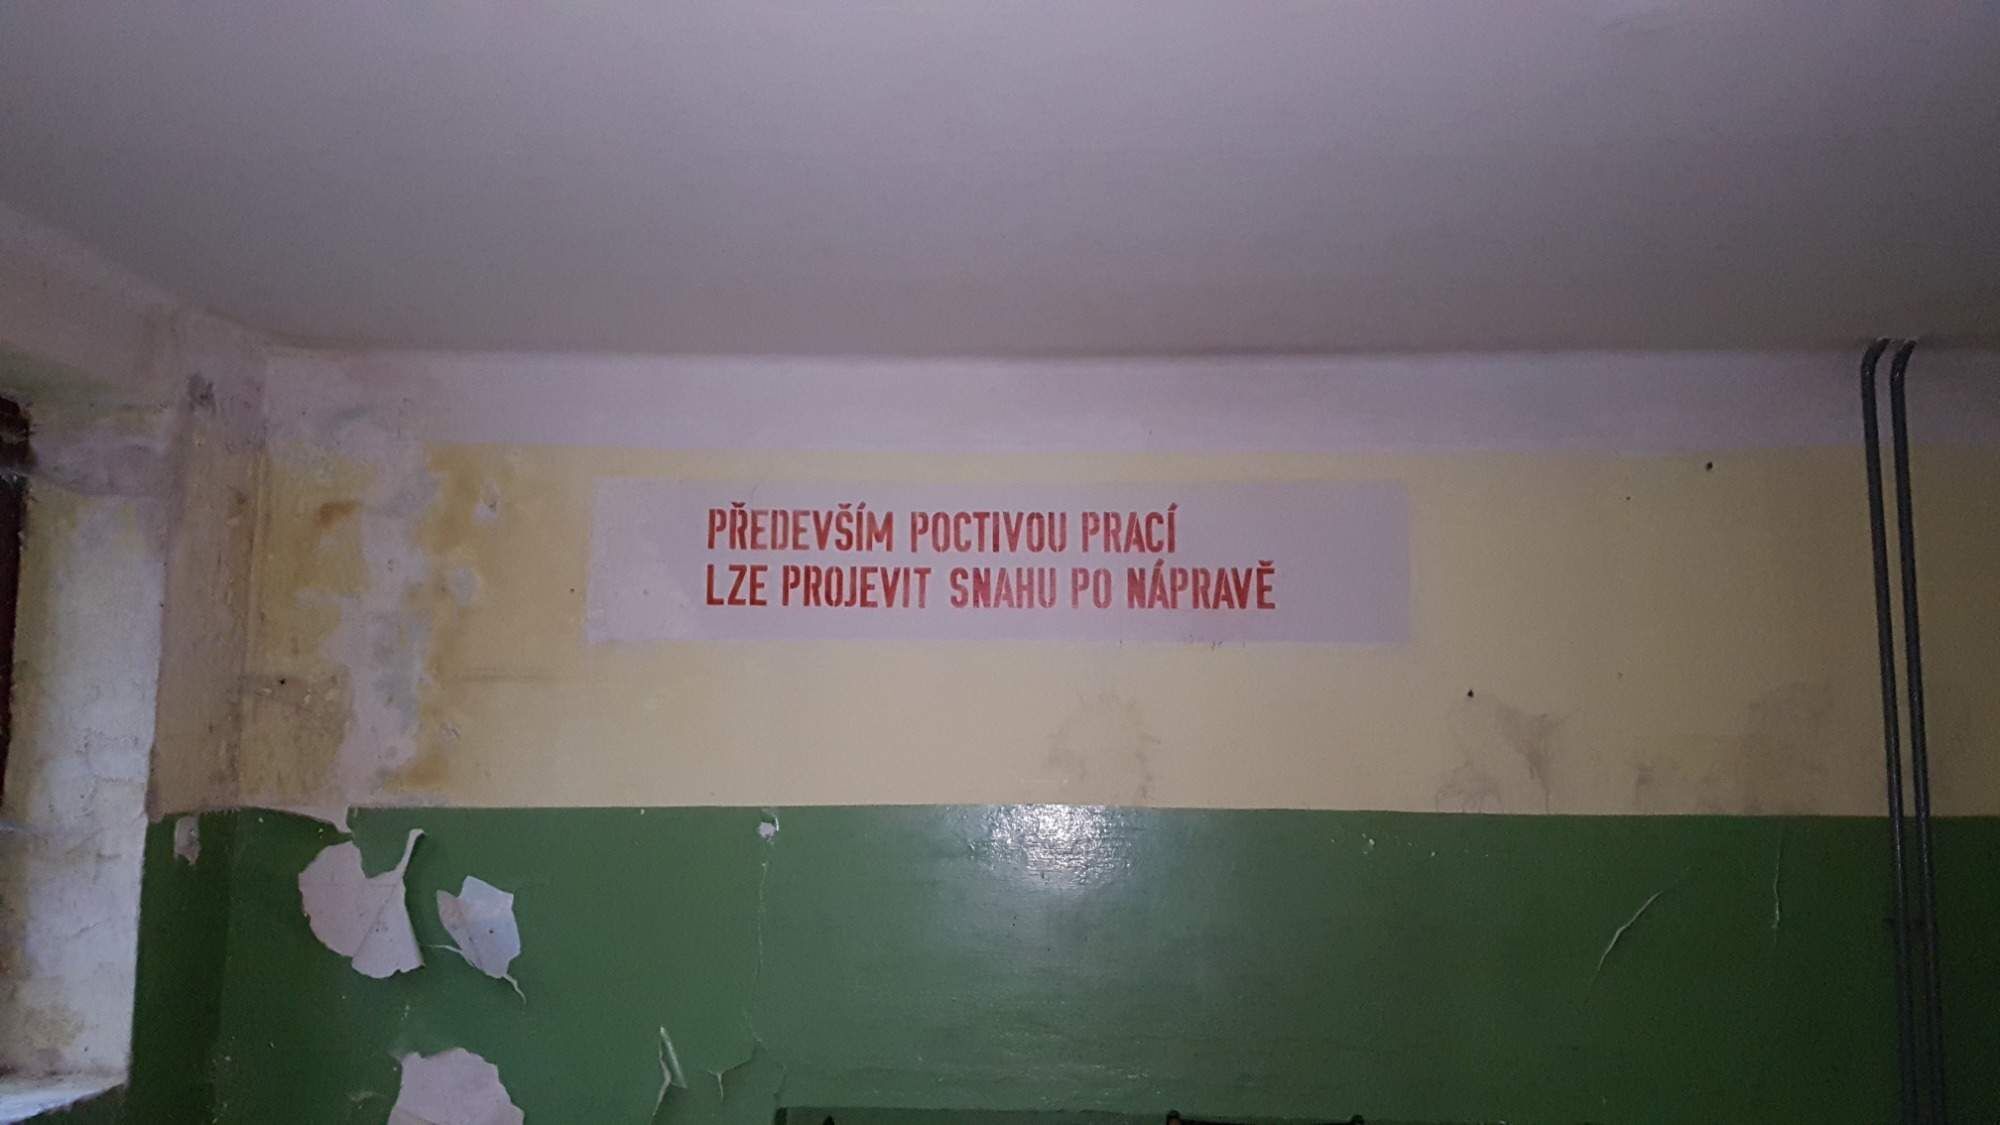 PŘEDEVŠÍM POCTIVOU PRACÍ
LZE PROJEVIT SNAHU PO NÁPRAVĚ